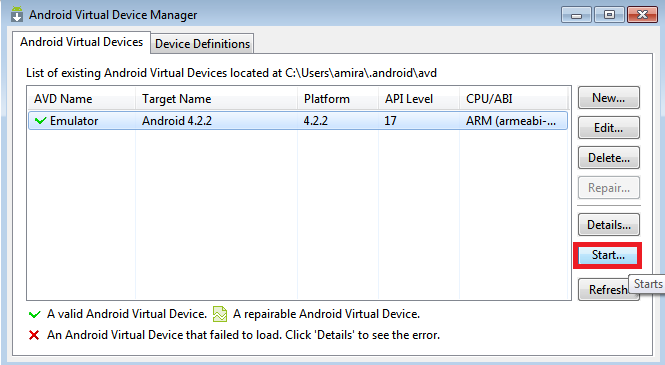 Android Virtual Device Manager
Android Virtual Devices Device Definitions
List of existing Android Virtual Devices located at C:\Users\amira\.android\avd
AVD Name Target Name Platform API Level CPU/ABI
Emulator Android 4.2.2 4.2.2 17 ARM (armeabi-...
New...
Edit...
Delete...
Repair...
Details...
Start...
Starts
Refresh
A valid Android Virtual Device. A repairable Android Virtual Device.
An Android Virtual Device that failed to load. Click 'Details' to see the error.